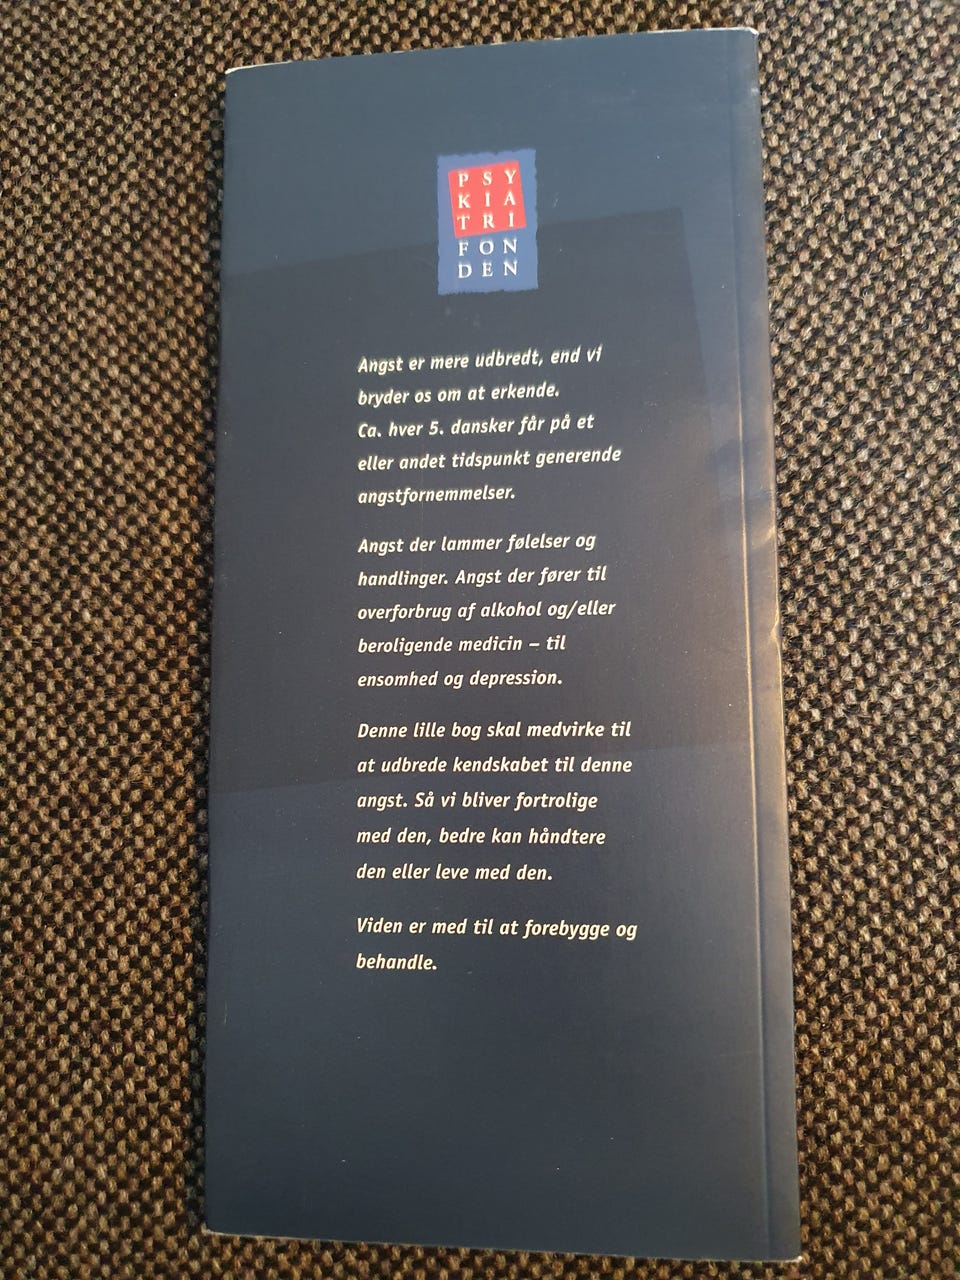 PSY
KIA
TRI
FON
DEN
Angst er mere udbredt, end vi
bryder os om at erkende.
Ca. hver 5. dansker får på et
eller andet tidspunkt generende
angstfornemmelser.
Angst der lammer følelser og
handlinger. Angst der fører til
overforbrug af alkohol og/eller
beroligende medicin – til
ensomhed og depression.
Denne lille bog skal medvirke til
at udbrede kendskabet til denne
angst. Så vi bliver fortrolige
med den, bedre kan håndtere
den eller leve med den.
Viden er med til at forebygge og
behandle.